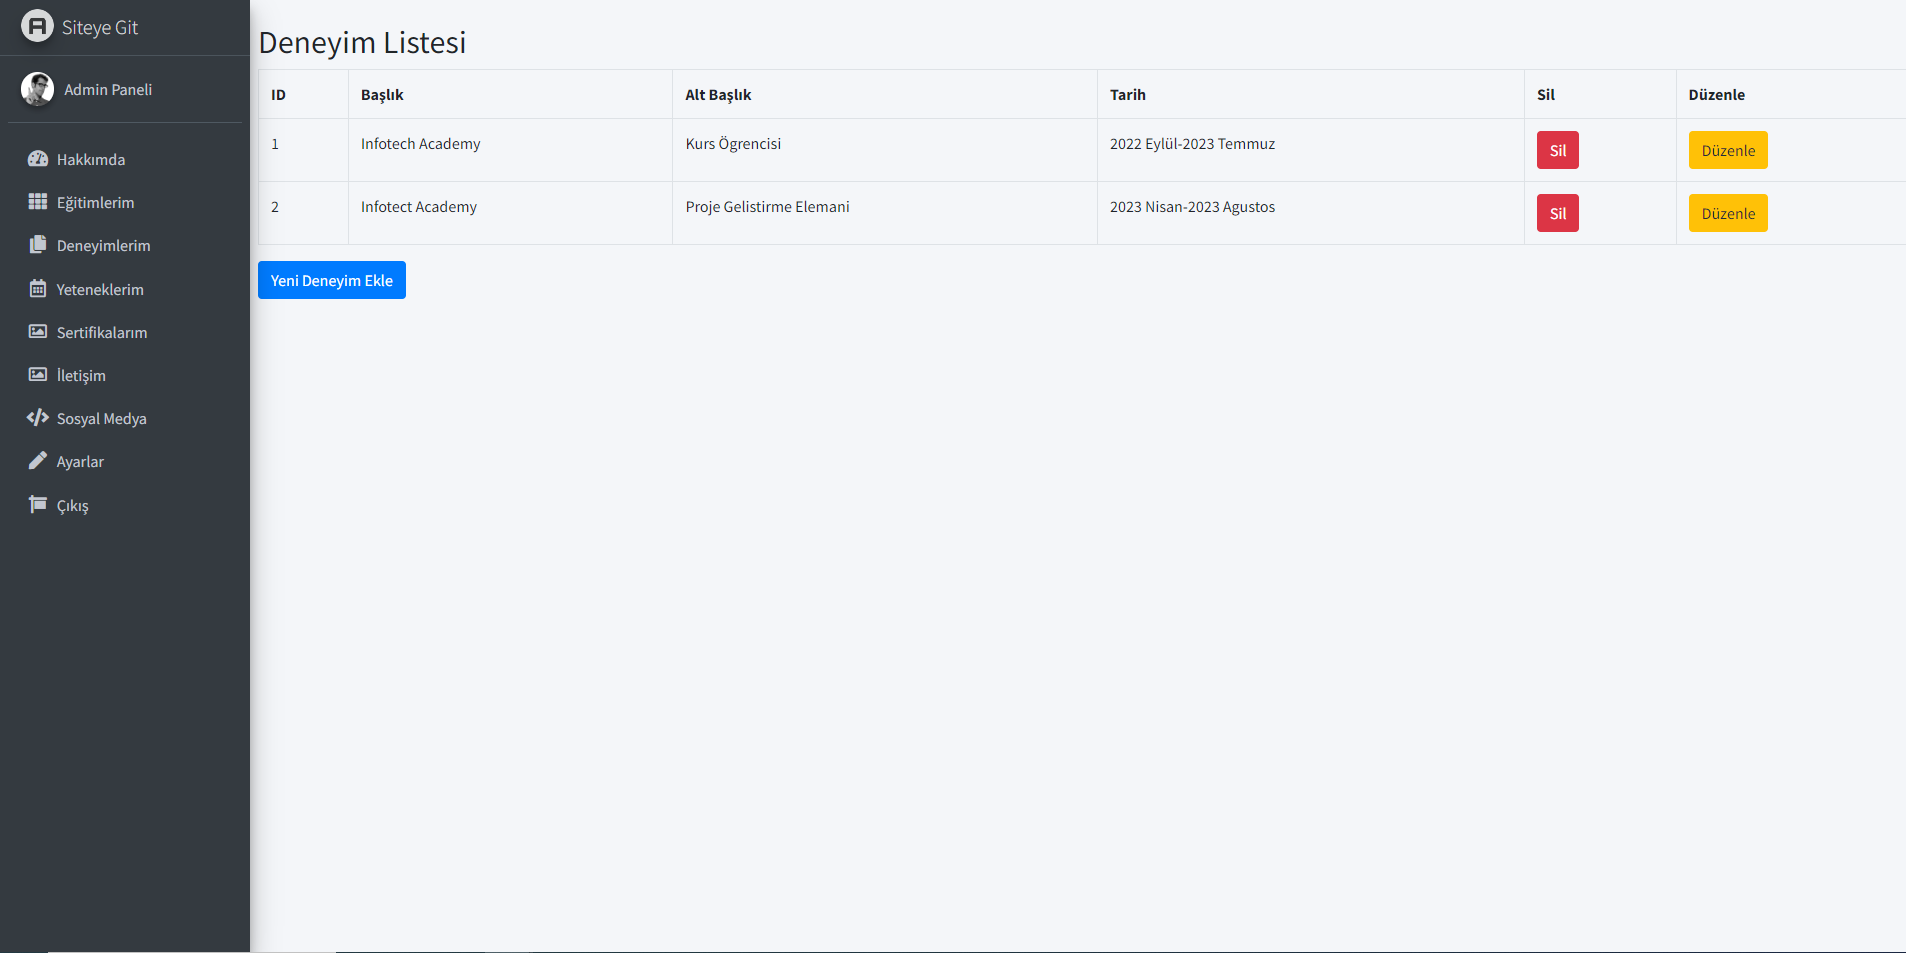 Siteye Git
Admin Paneli
Hakkımda
Eğitimlerim
Deneyimlerim
Yeteneklerim
Sertifikalarım
İletişim
Sosyal Medya
Ayarlar
Çıkış
Deneyim Listesi
ID Başlık Alt Başlık Tarih Sil Düzenle
1 Infotech Academy Kurs Ögrencisi 2022 Eylül-2023 Temmuz Sil Düzenle
2 Infotect Academy Proje Gelistirme Elemani 2023 Nisan-2023 Agustos Sil Düzenle
Yeni Deneyim Ekle